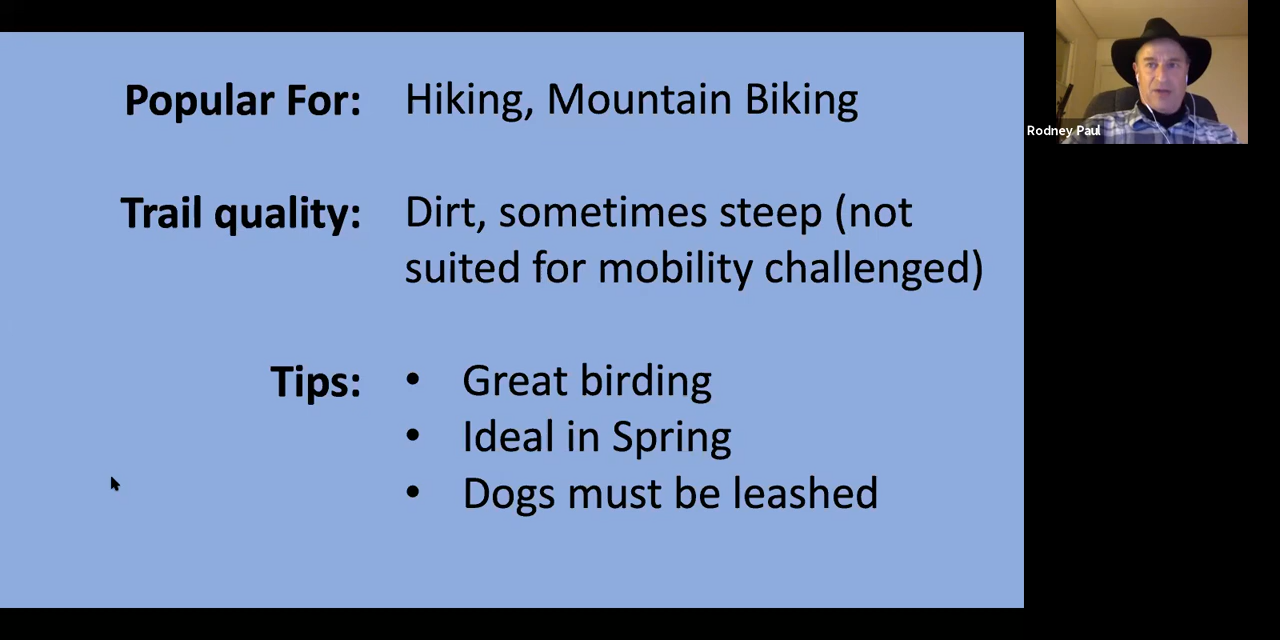 Popular For: Hiking, Mountain Biking
Trail quality: Dirt, sometimes steep (not
suited for mobility challenged)
Tips: • Great birding
• Ideal in Spring
• Dogs must be leashed
Rodney Paul